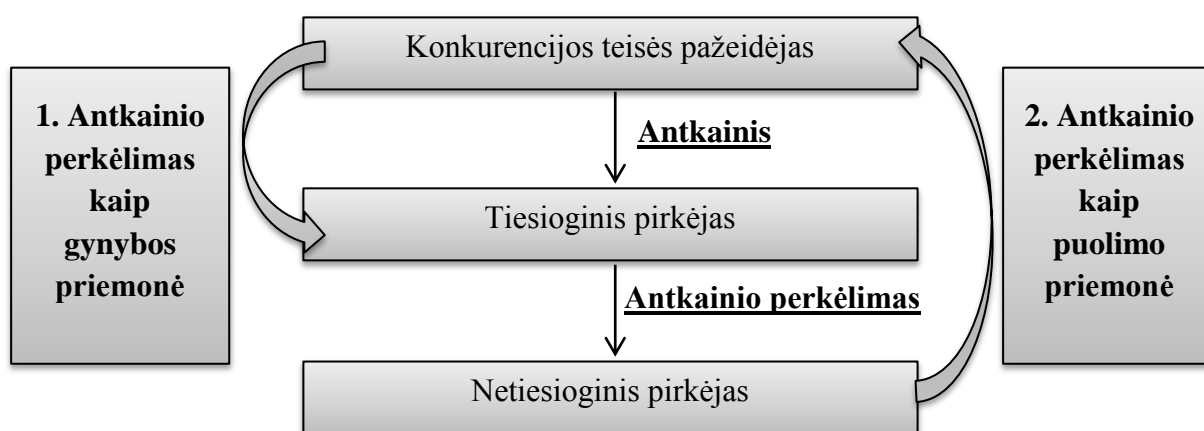 Konkurencijos teisės pažeidėjas
1. Antkainio
perkėlimas
kaip
gynybos
priemonė
Antkainis
Tiesioginis pirkėjas
Antkainio perkėlimas
Netiesioginis pirkėjas
2. Antkainio
perkėlimas
kaip
puolimo
priemonė